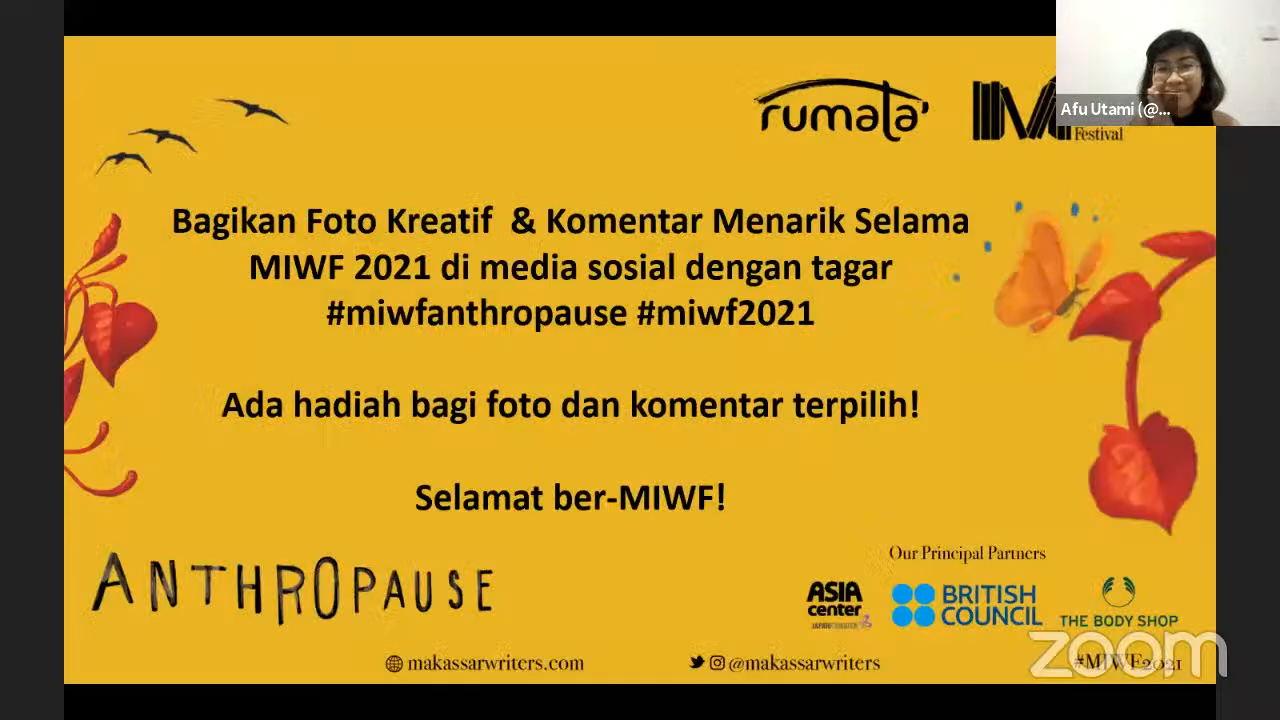 rumata'
Festival
Afu Utami (@...
Bagikan Foto Kreatif & Komentar Menarik Selama
MIWF 2021 di media sosial dengan tagar
#miwfanthropause #miwf2021
Ada hadiah bagi foto dan komentar terpilih!
Selamat ber-MIWF!
ANTHROPAUSE
Our Principal Partners
ASIA
center
BRITISH
COUNCIL
THE BODY SHOP
makassarwriters.com
@makassarwriters
#MIWF2021
zoom